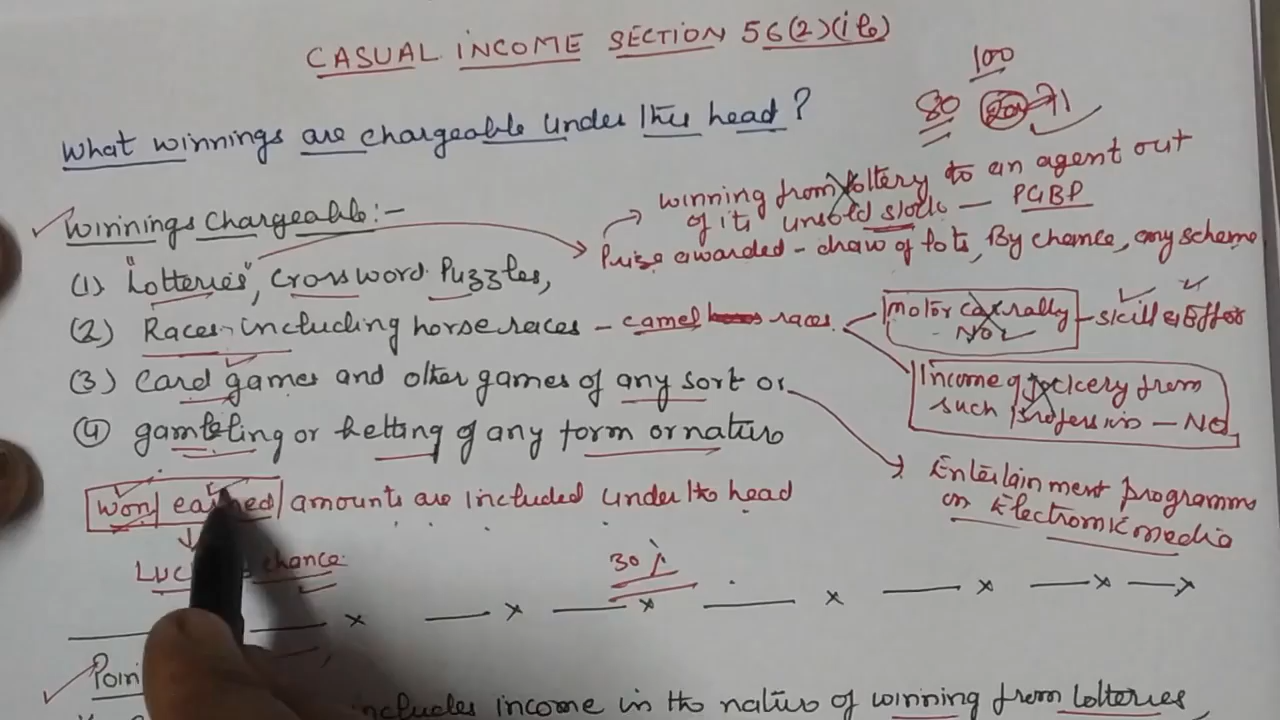 CASUAL INCOME SECTION 56(2)(ib)
100
80
What winnings are chargeable under this head?
winning from lottery to an agent out
of its unsold stock — PGBP
Winnings Chargeable:-
Prize awarded - draw of lots, By chance, any scheme
(1) "Lotteries", Crossword Puzzles,
(2) Races, including horse races - camel races
motor car rally
- No
- skill & Effort
(3) Card games and other games of any sort or
Income of jockery from
such profession - No
(4) gambling or betting of any form or nature
Entertainment programme
on Electronic media
won/ earned/ amounts are included under the head
chance
30 %
includes income in the nature of winning from lotteries,